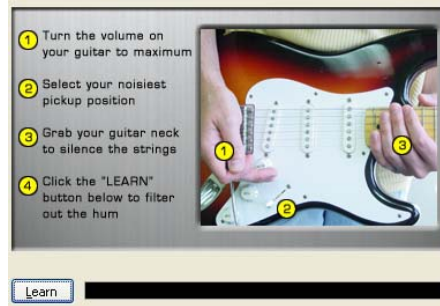 1 Turn the volume on
your guitar to maximum
2 Select your noisiest
pickup position
3 Grab your guitar neck
to silence the strings
4 Click the "LEARN"
button below to filter
out the hum
1
3
2
Learn